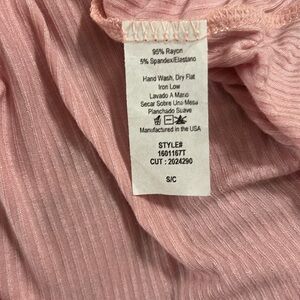 95% Rayon
5% Spandex/Elastano
Hand Wash, Dry Flat
Iron Low
Lavado A Mano
Secar Sobre Una Mesa
Planchado Suave
Manufactured in the USA
STYLE#
1601167T
CUT : 2024290
S/C